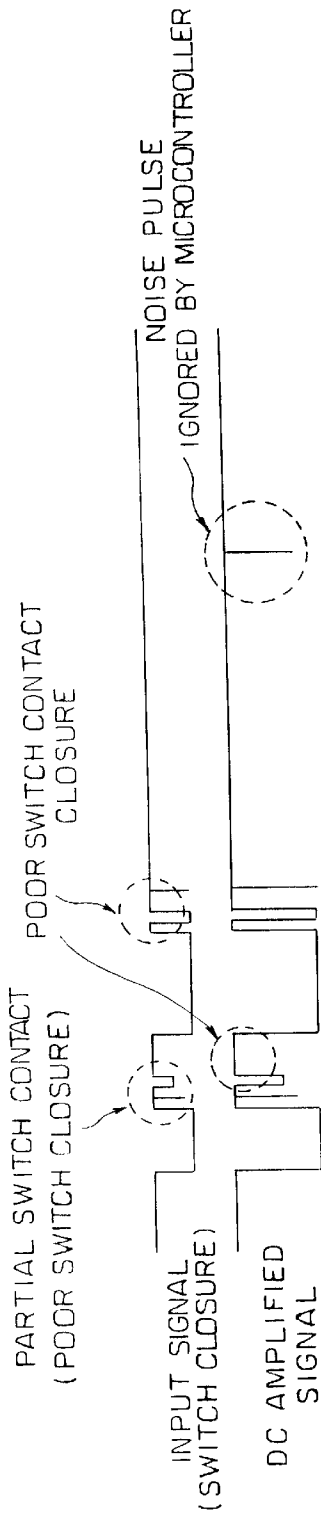 PARTIAL SWITCH CONTACT
(POOR SWITCH CLOSURE)
POOR SWITCH CONTACT
CLOSURE
NOISE PULSE
IGNORED BY MICROCONTROLLER
INPUT SIGNAL
(SWITCH CLOSURE)
DC AMPLIFIED
SIGNAL